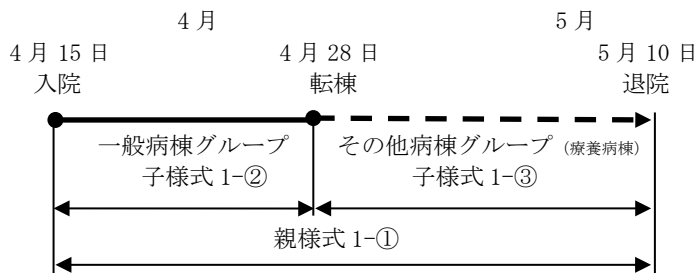 4月 5月
4月15日 4月28日 5月10日
入院 転棟 退院
一般病棟グループ その他病棟グループ (療養病棟)
子様式1-② 子様式1-③
親様式1-①